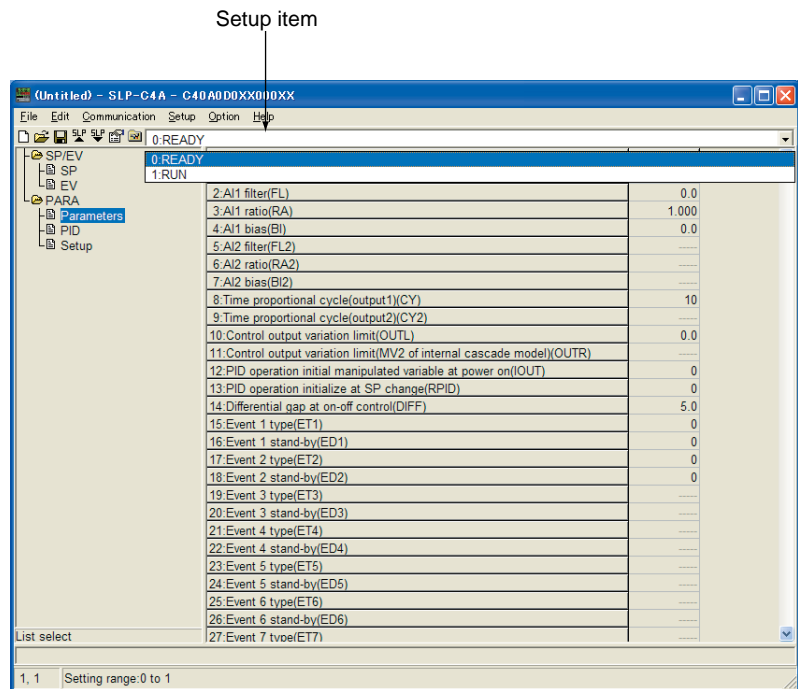 Setup item
(Untitled) - SLP-C4A - C40A0D0XX000XX
File Edit Communication Setup Option Help
SLP SLP 0:READY
SP/EV
SP
EV
PARA
Parameters
PID
Setup
0:READY
1:RUN
2:AI1 filter(FL) 0.0
3:AI1 ratio(RA) 1.000
4:AI1 bias(BI) 0.0
5:AI2 filter(FL2) -----
6:AI2 ratio(RA2) -----
7:AI2 bias(BI2) -----
8:Time proportional cycle(output1)(CY) 10
9:Time proportional cycle(output2)(CY2) -----
10:Control output variation limit(OUTL) 0.0
11:Control output variation limit(MV2 of internal cascade model)(OUTR) -----
12:PID operation initial manipulated variable at power on(IOUT) 0
13:PID operation initialize at SP change(RPID) 0
14:Differential gap at on-off control(DIFF) 5.0
15:Event 1 type(ET1) 0
16:Event 1 stand-by(ED1) 0
17:Event 2 type(ET2) 0
18:Event 2 stand-by(ED2) 0
19:Event 3 type(ET3) -----
20:Event 3 stand-by(ED3) -----
21:Event 4 type(ET4) -----
22:Event 4 stand-by(ED4) -----
23:Event 5 type(ET5) -----
24:Event 5 stand-by(ED5) -----
25:Event 6 type(ET6) -----
26:Event 6 stand-by(ED6) -----
27:Event 7 type(ET7) -----
List select
1, 1 Setting range:0 to 1